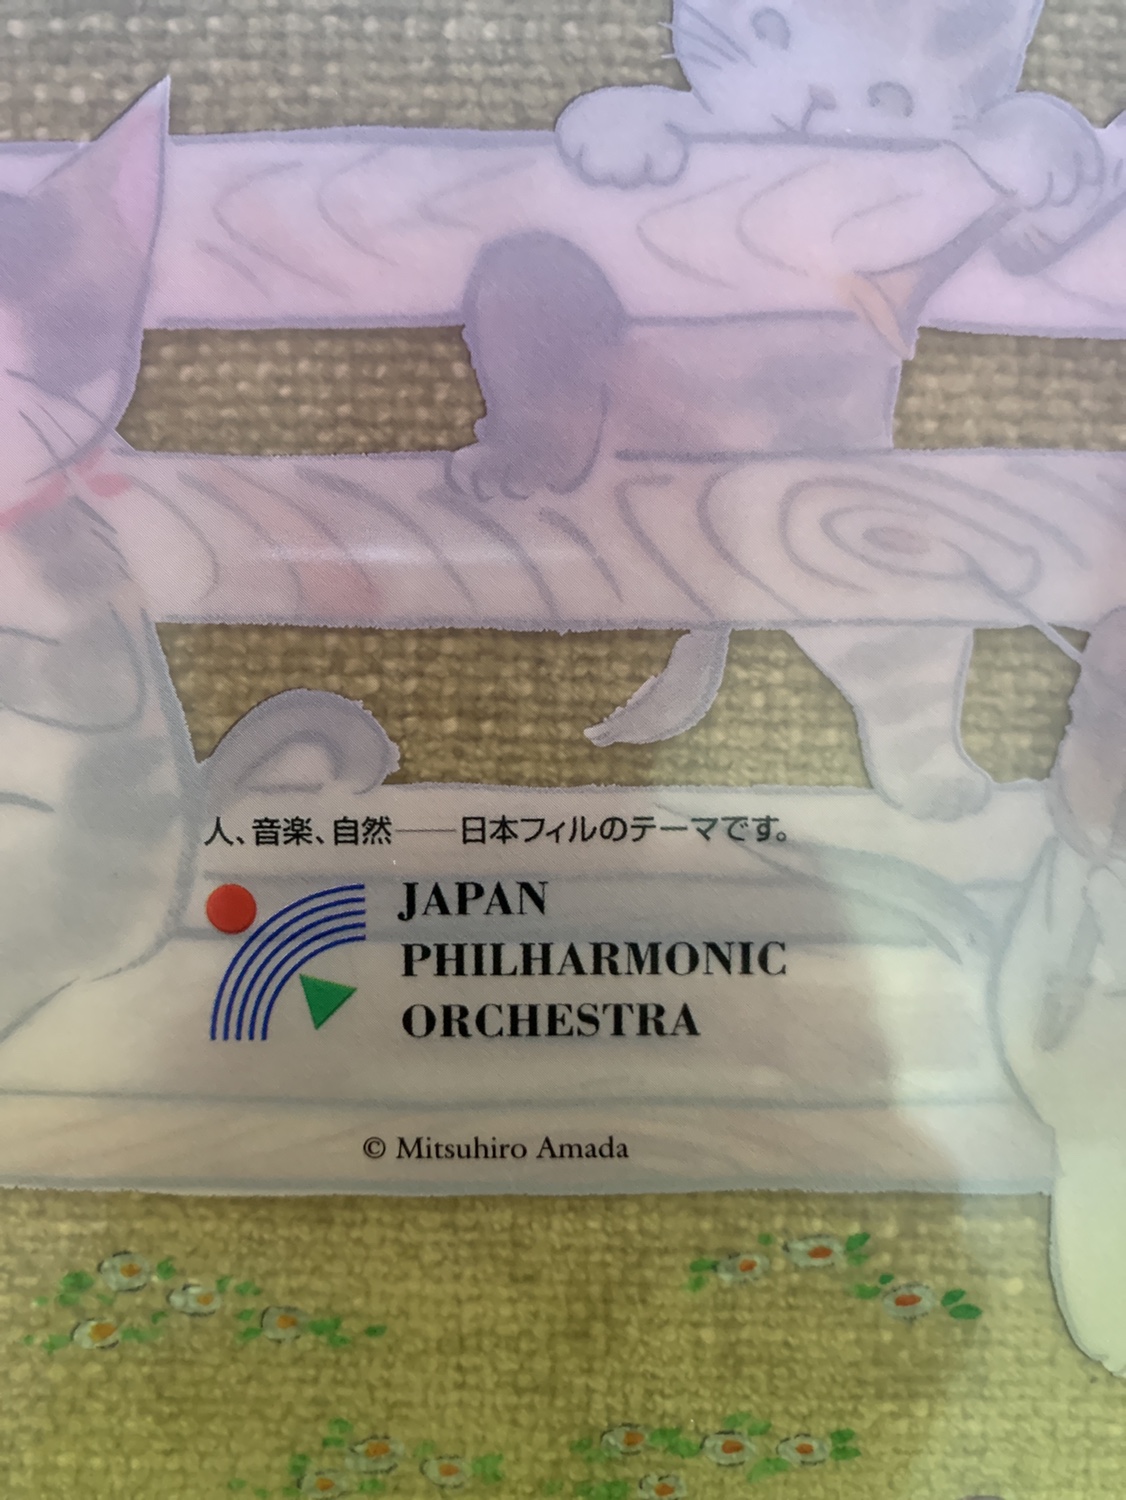 人、音楽、自然——日本フィルのテーマです。
JAPAN
PHILHARMONIC
ORCHESTRA
© Mitsuhiro Amada